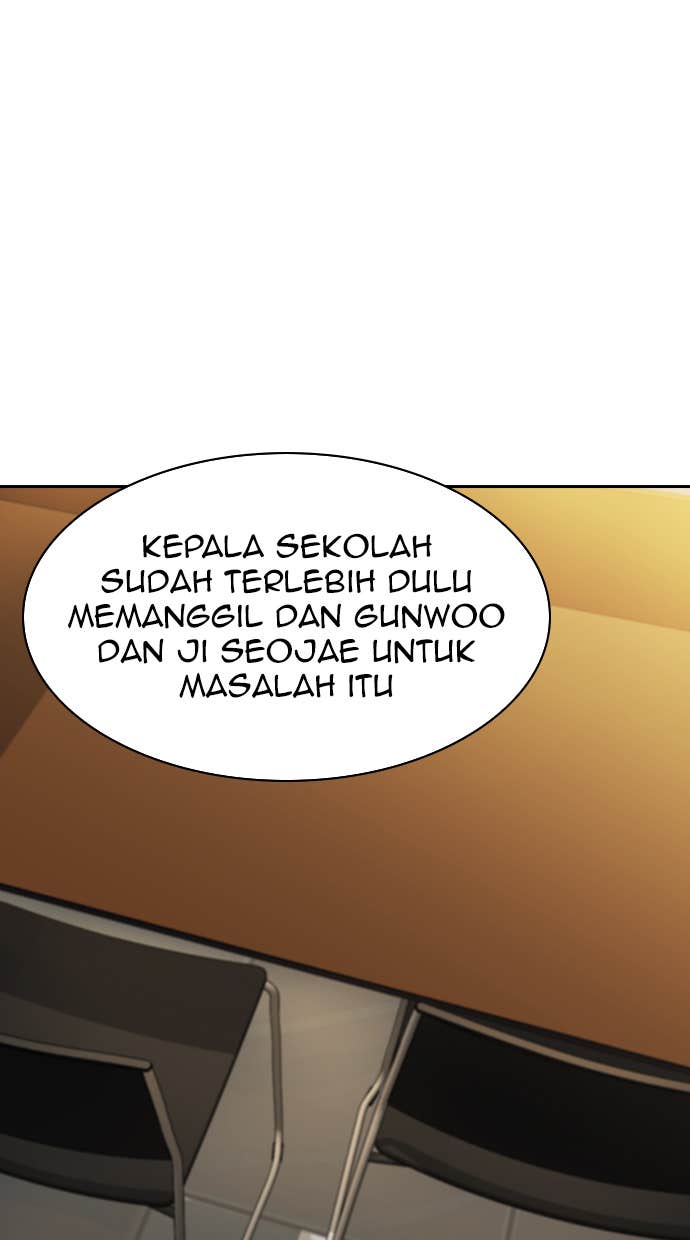 KEPALA SEKOLAH
SUDAH TERLEBIH DULU
MEMANGGIL DAN GUNWOO
DAN JI SEOJAE UNTUK
MASALAH ITU